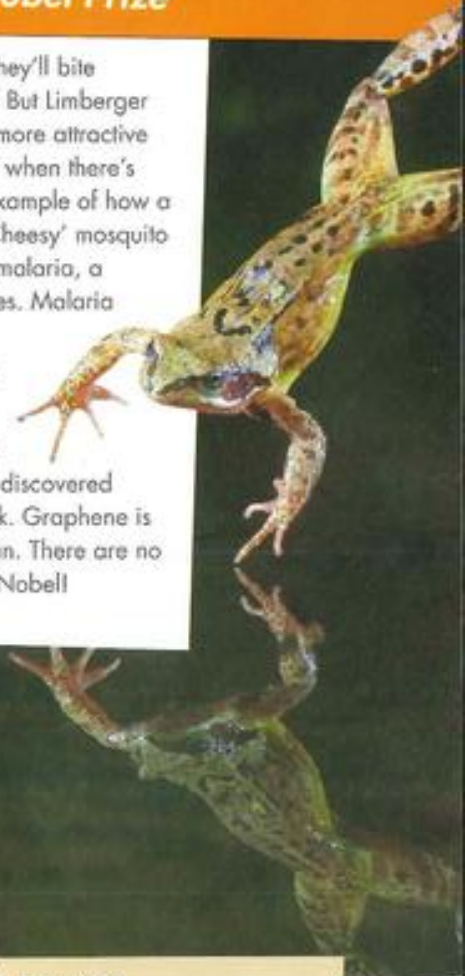 Prize
hey'll bite
But Limberger
more attractive
when there's
xample of how a
Cheesy' mosquito
malaria, a
es. Malaria
discovered
k. Graphene is
n. There are no
Nobel!